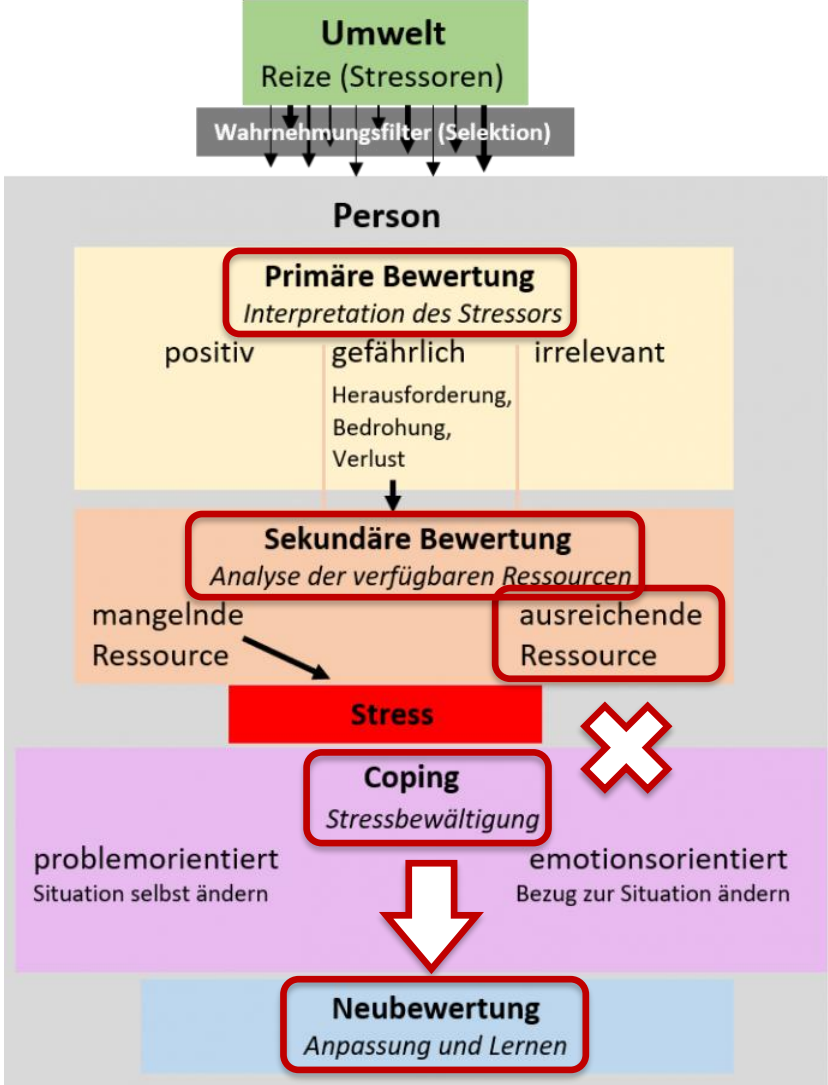 Umwelt
Reize (Stressoren)
Wahrnehmungsfilter (Selektion)
Person
Primäre Bewertung
Interpretation des Stressors
positiv gefährlich irrelevant
Herausforderung,
Bedrohung,
Verlust
Sekundäre Bewertung
Analyse der verfügbaren Ressourcen
mangelnde ausreichende
Ressource Ressource
Stress
Coping
Stressbewältigung
problemorientiert emotionsorientiert
Situation selbst ändern Bezug zur Situation ändern
Neubewertung
Anpassung und Lernen